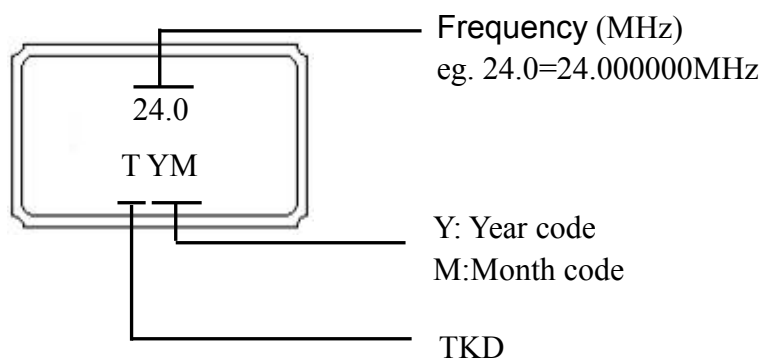 Frequency (MHz)
eg. 24.0=24.000000MHz
24.0
T YM
Y: Year code
M:Month code
TKD